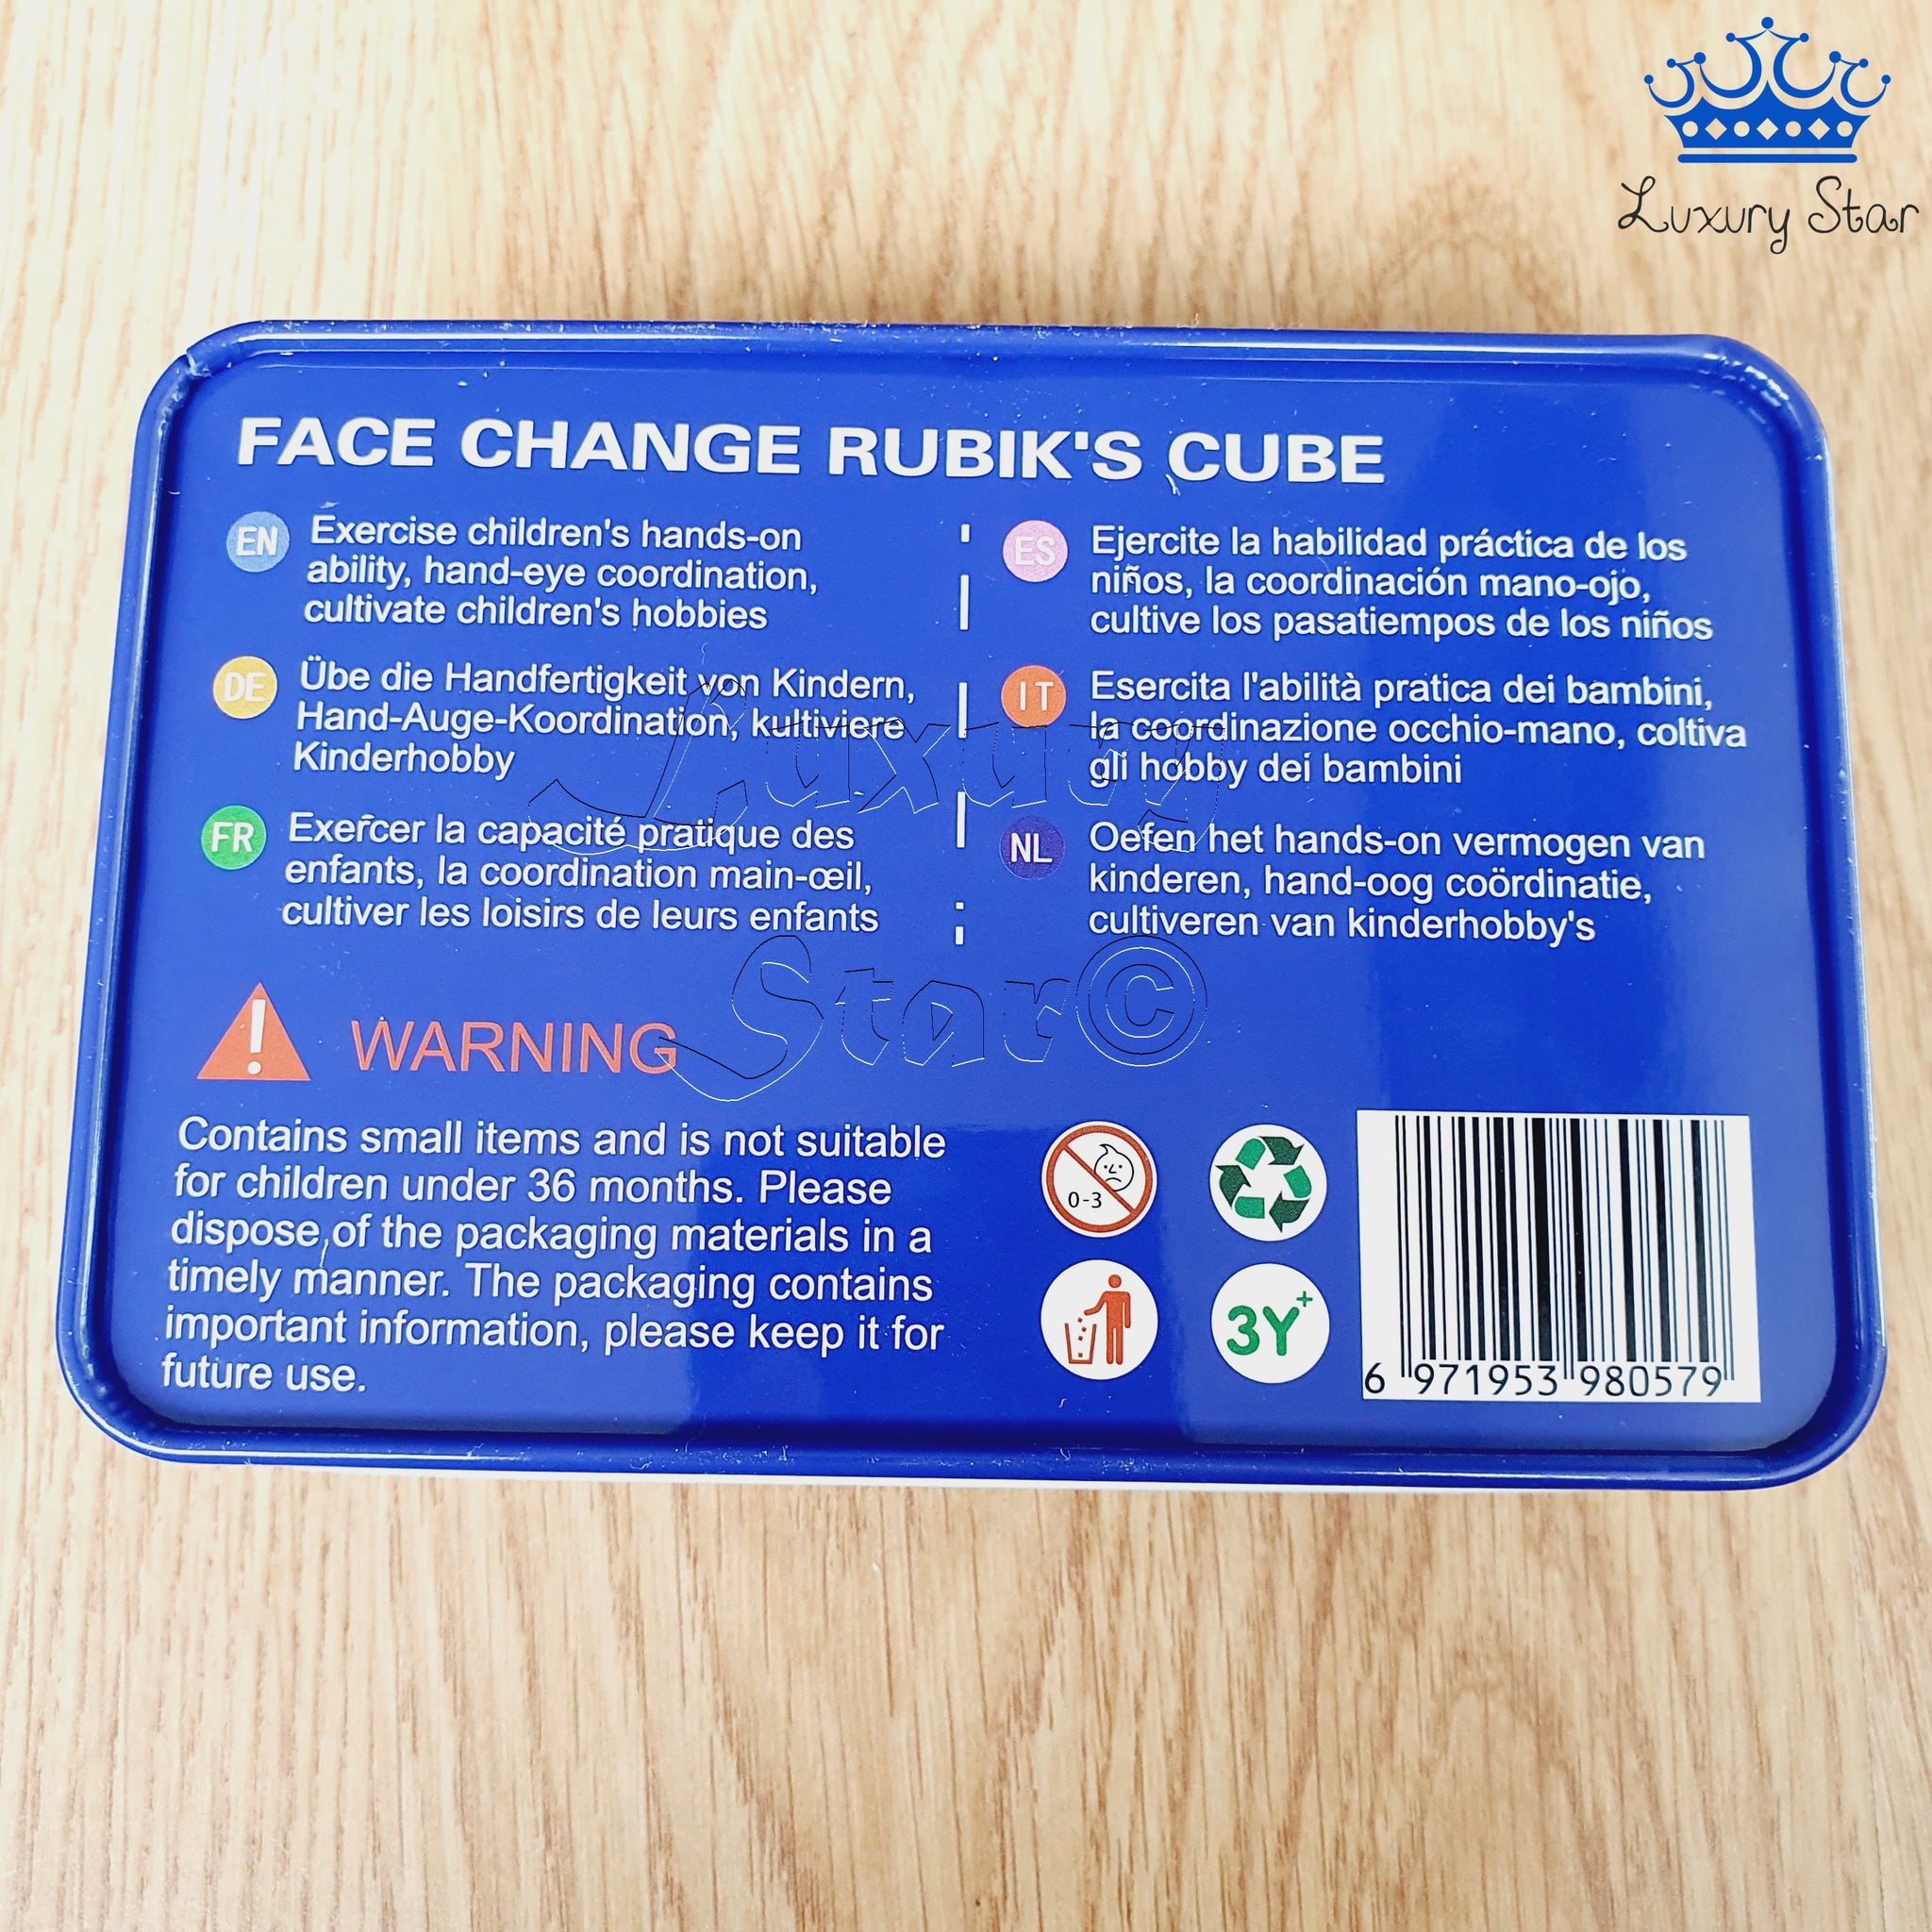 Luxury Star
FACE CHANGE RUBIK'S CUBE
EN
Exercise children's hands-on
ability, hand-eye coordination,
cultivate children's hobbies
DE
Übe die Handfertigkeit von Kindern,
Hand-Auge-Koordination, kultiviere
Kinderhobby
FR
Exercer la capacité pratique des
enfants, la coordination main-œil,
cultiver les loisirs de leurs enfants
ES
Ejercite la habilidad práctica de los
niños, la coordinación mano-ojo,
cultive los pasatiempos de los niños
IT
Esercita l'abilità pratica dei bambini,
la coordinazione occhio-mano, coltiva
gli hobby dei bambini
NL
Oefen het hands-on vermogen van
kinderen, hand-oog coördinatie,
cultiveren van kinderhobby's
Luxury
Star©
! WARNING
Contains small items and is not suitable
for children under 36 months. Please
dispose of the packaging materials in a
timely manner. The packaging contains
important information, please keep it for
future use.
0-3
3Y+
6 971953 980579